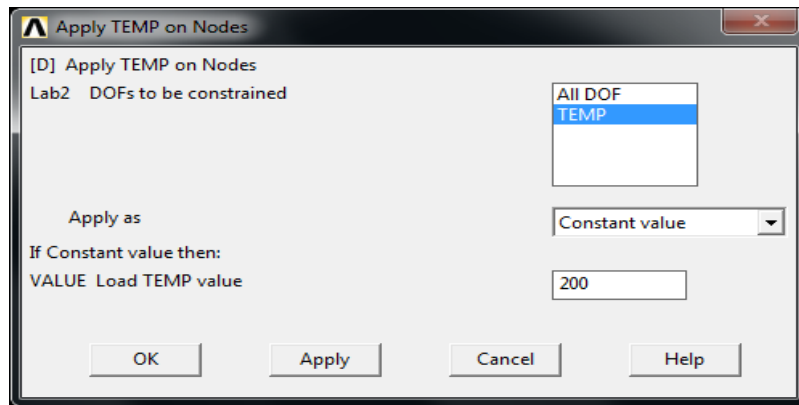 Apply TEMP on Nodes
[D] Apply TEMP on Nodes
Lab2 DOFs to be constrained
All DOF
TEMP
Apply as
Constant value
If Constant value then:
VALUE Load TEMP value
200
OK Apply Cancel Help